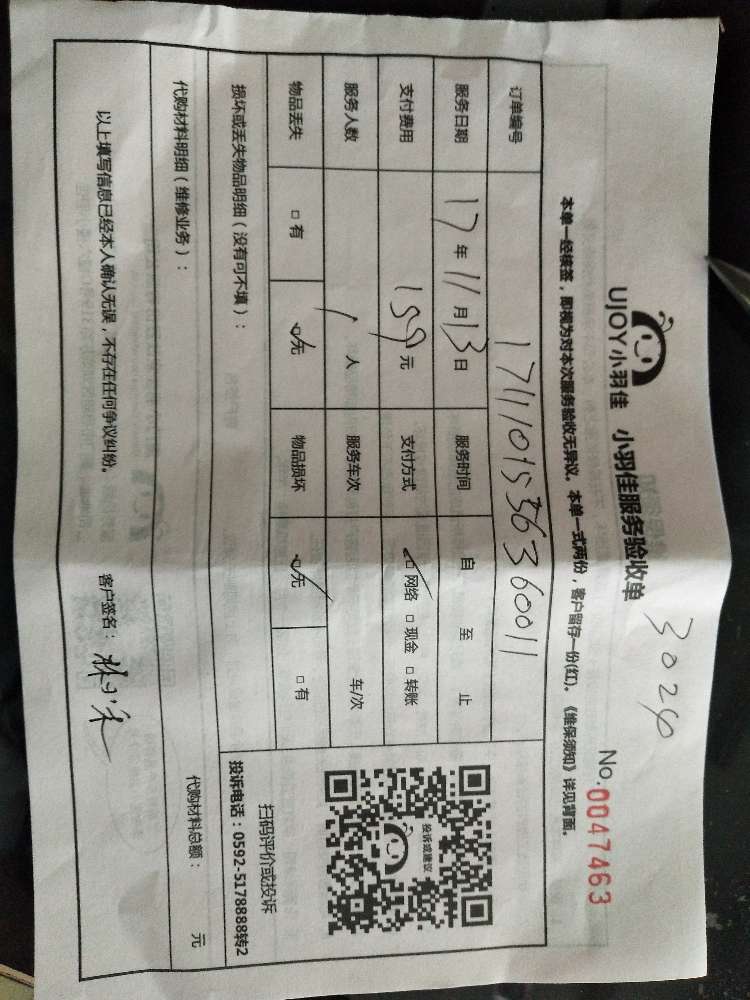 3026
UJOY小羽佳 小羽佳服务验收单
No.0047463
本单一经核签，即视为对本次服务验收无异议。本单一式两份，客户留存一份(红)。《维保须知》详见背面。
订单编号 1711101536360011
服务日期 17年11月13日 服务时间 自 至 止
支付费用 159元 支付方式 □网络 □现金 □转账
服务人数 1人 服务车次 车/次
物品丢失 □有 □无 物品损坏 □无 □有
损坏或丢失物品明细（没有可不填）：
投诉或建议
扫码评价或投诉
投诉电话：0592-5178888转2
代购材料明细（维修业务）： 代购材料总额： 元
以上填写信息已经本人确认无误，不存在任何争议纠纷。 客户签名：